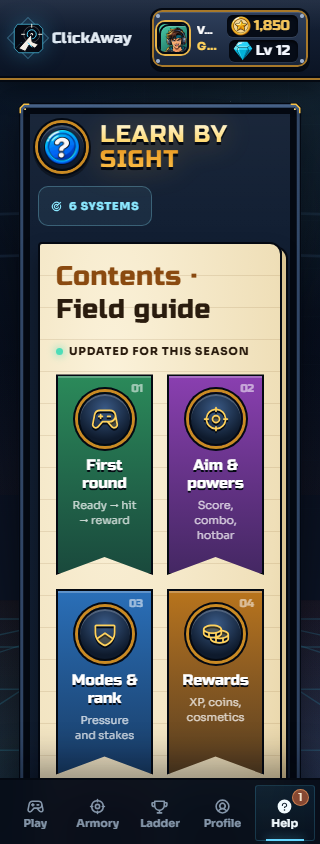 ClickAway
V...
G...
1,850
Lv 12
LEARN BY
SIGHT
6 SYSTEMS
Contents ·
Field guide
UPDATED FOR THIS SEASON
01
First
round
Ready → hit
→ reward
02
Aim &
powers
Score,
combo,
hotbar
03
Modes &
rank
Pressure
and stakes
04
Rewards
XP, coins,
cosmetics
Play
Armory
Ladder
Profile
1
Help